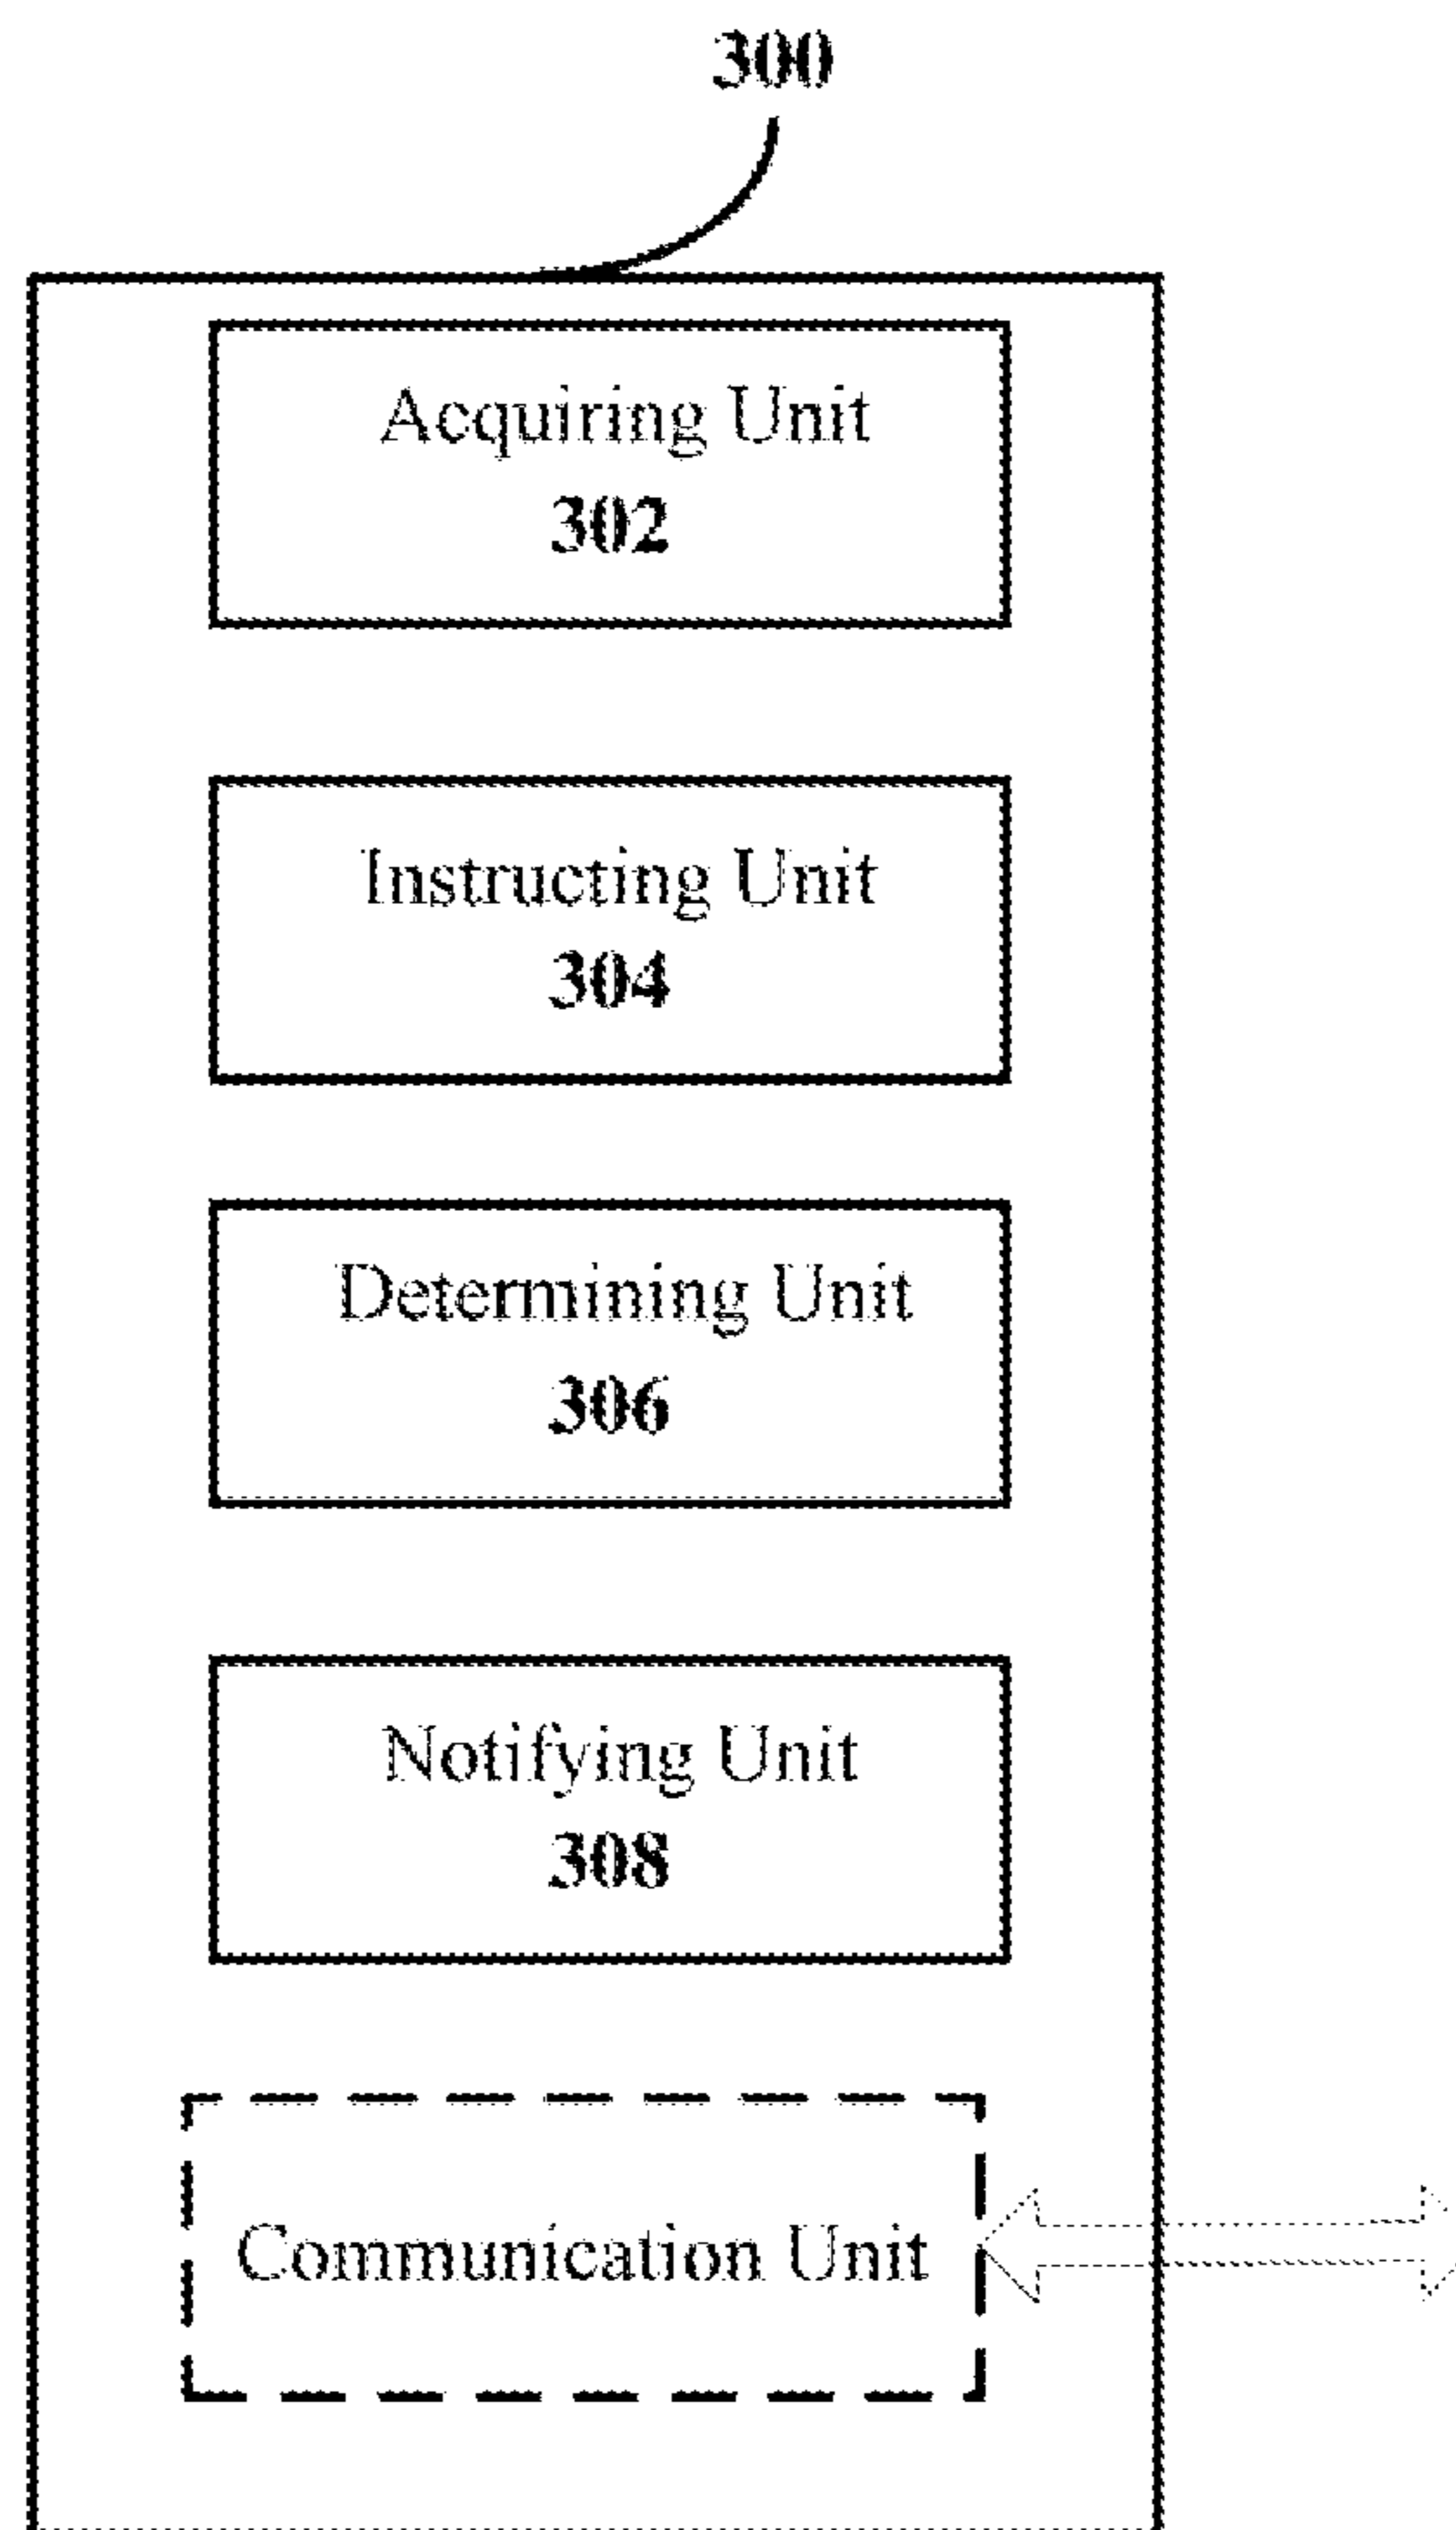 300
Acquiring Unit
302
Instructing Unit
304
Determining Unit
306
Notifying Unit
308
Communication Unit